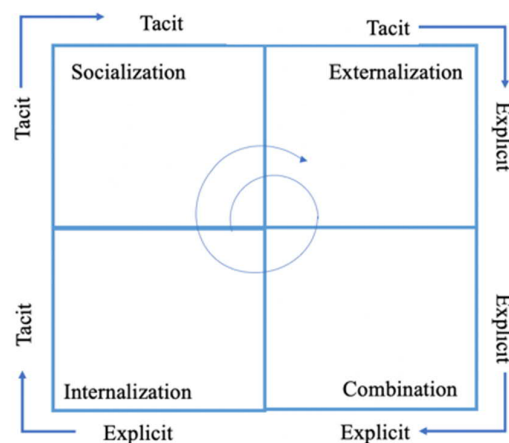 Tacit
Tacit
Socialization
Externalization
Tacit
Explicit
Tacit
Explicit
Internalization
Combination
Explicit
Explicit